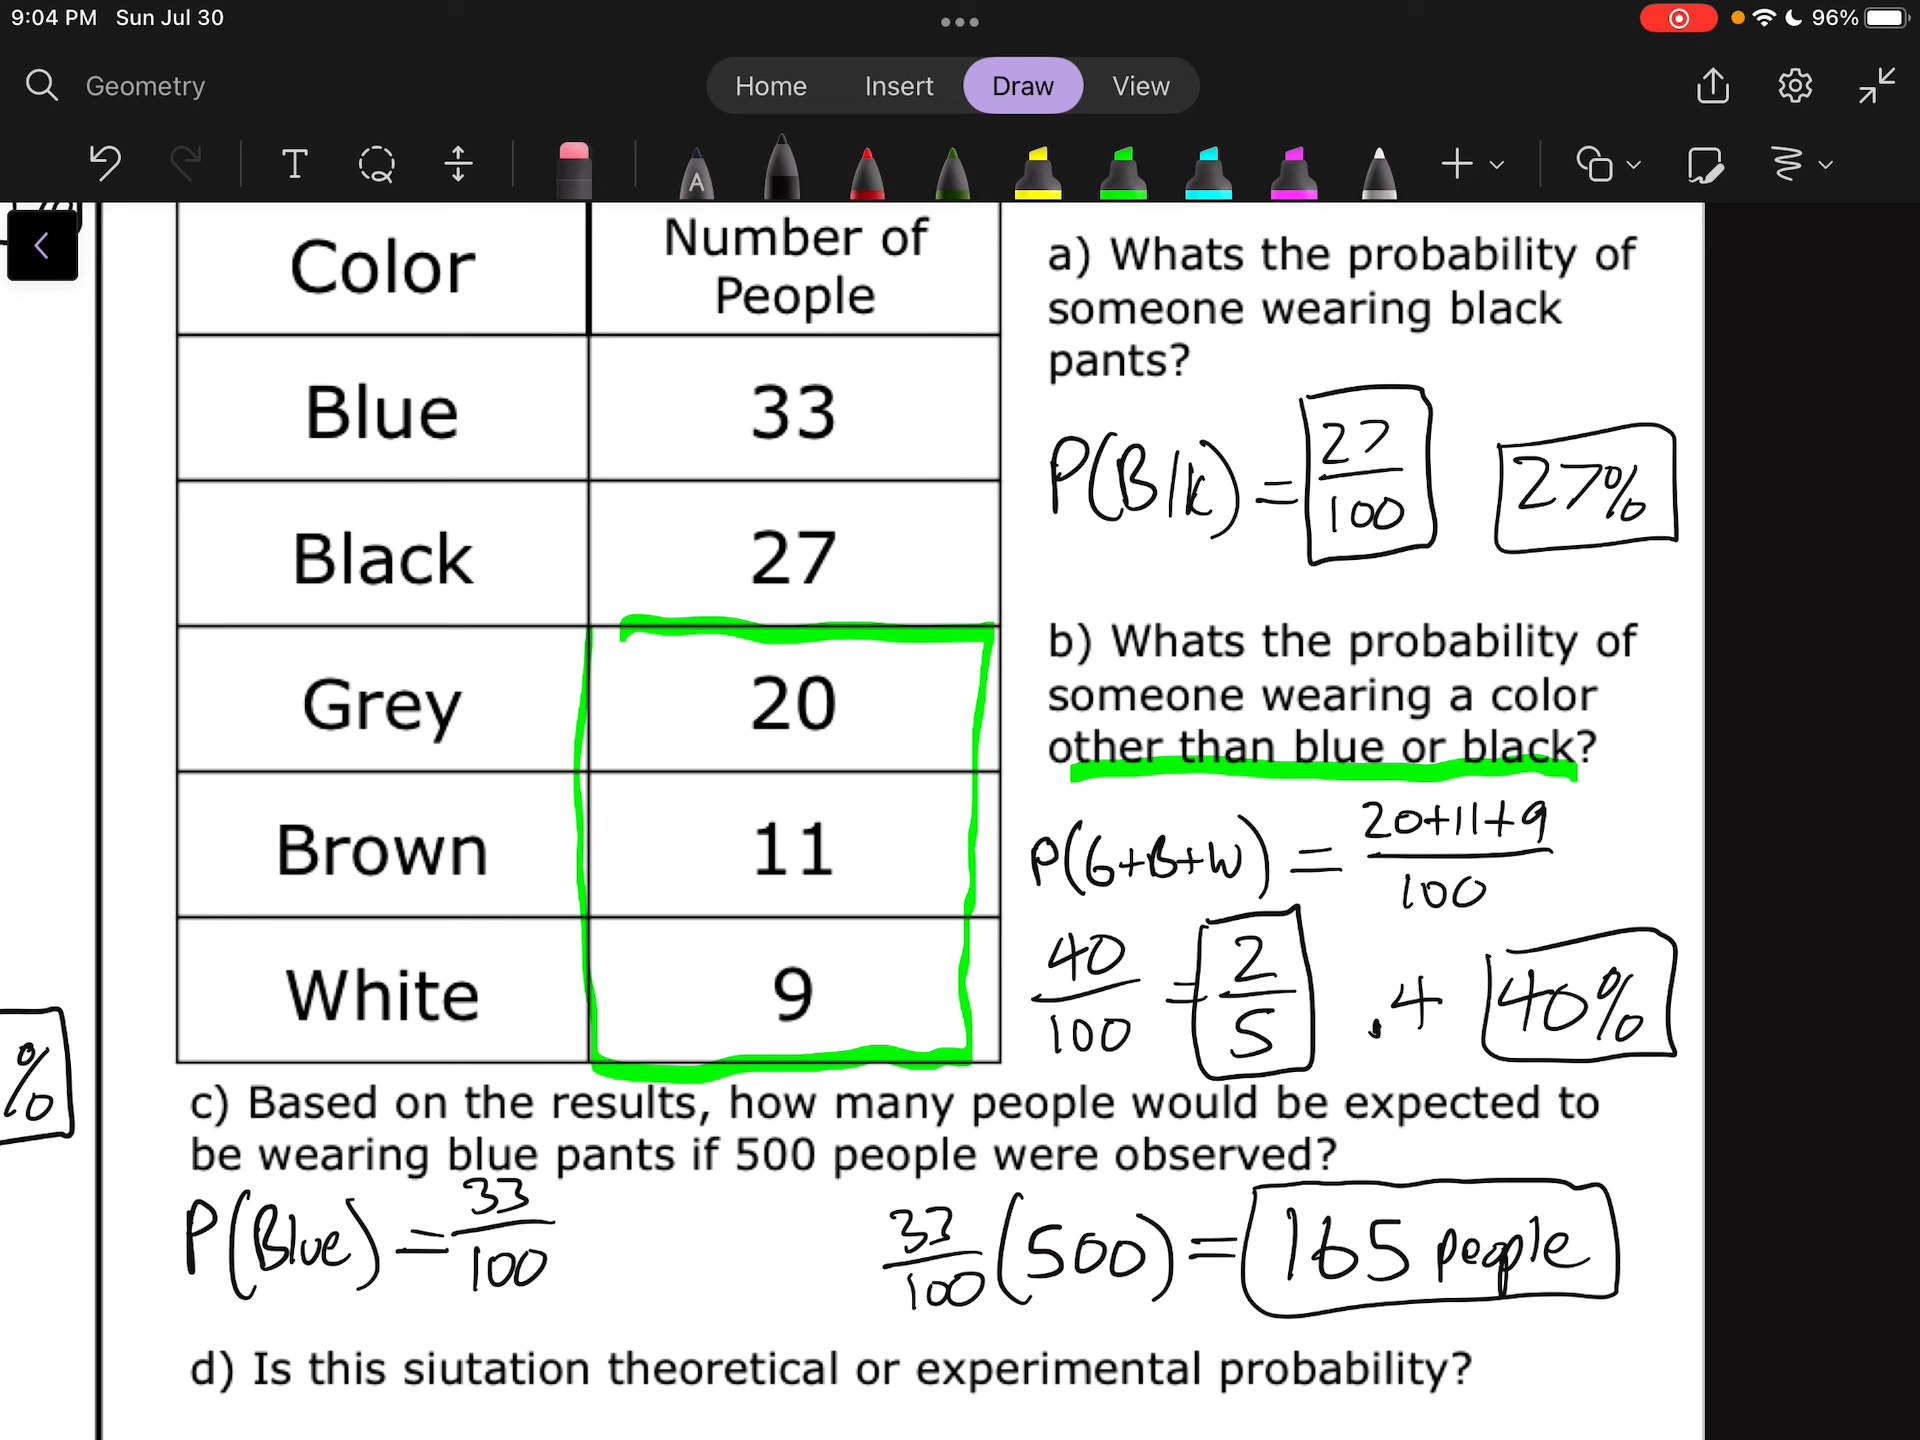 9:04 PM Sun Jul 30
96%
Geometry
Home Insert Draw View
T
A
Color
Number of
People
Blue 33
Black 27
Grey 20
Brown 11
White 9
a) Whats the probability of
someone wearing black
pants?
P(Blk) = 27/100 27%
b) Whats the probability of
someone wearing a color
other than blue or black?
P(G+B+W) = 20+11+9/100
40/100 = 2/5 .4 40%
%
c) Based on the results, how many people would be expected to
be wearing blue pants if 500 people were observed?
P(Blue) = 33/100 33/100 (500) = 165 people
d) Is this siutation theoretical or experimental probability?